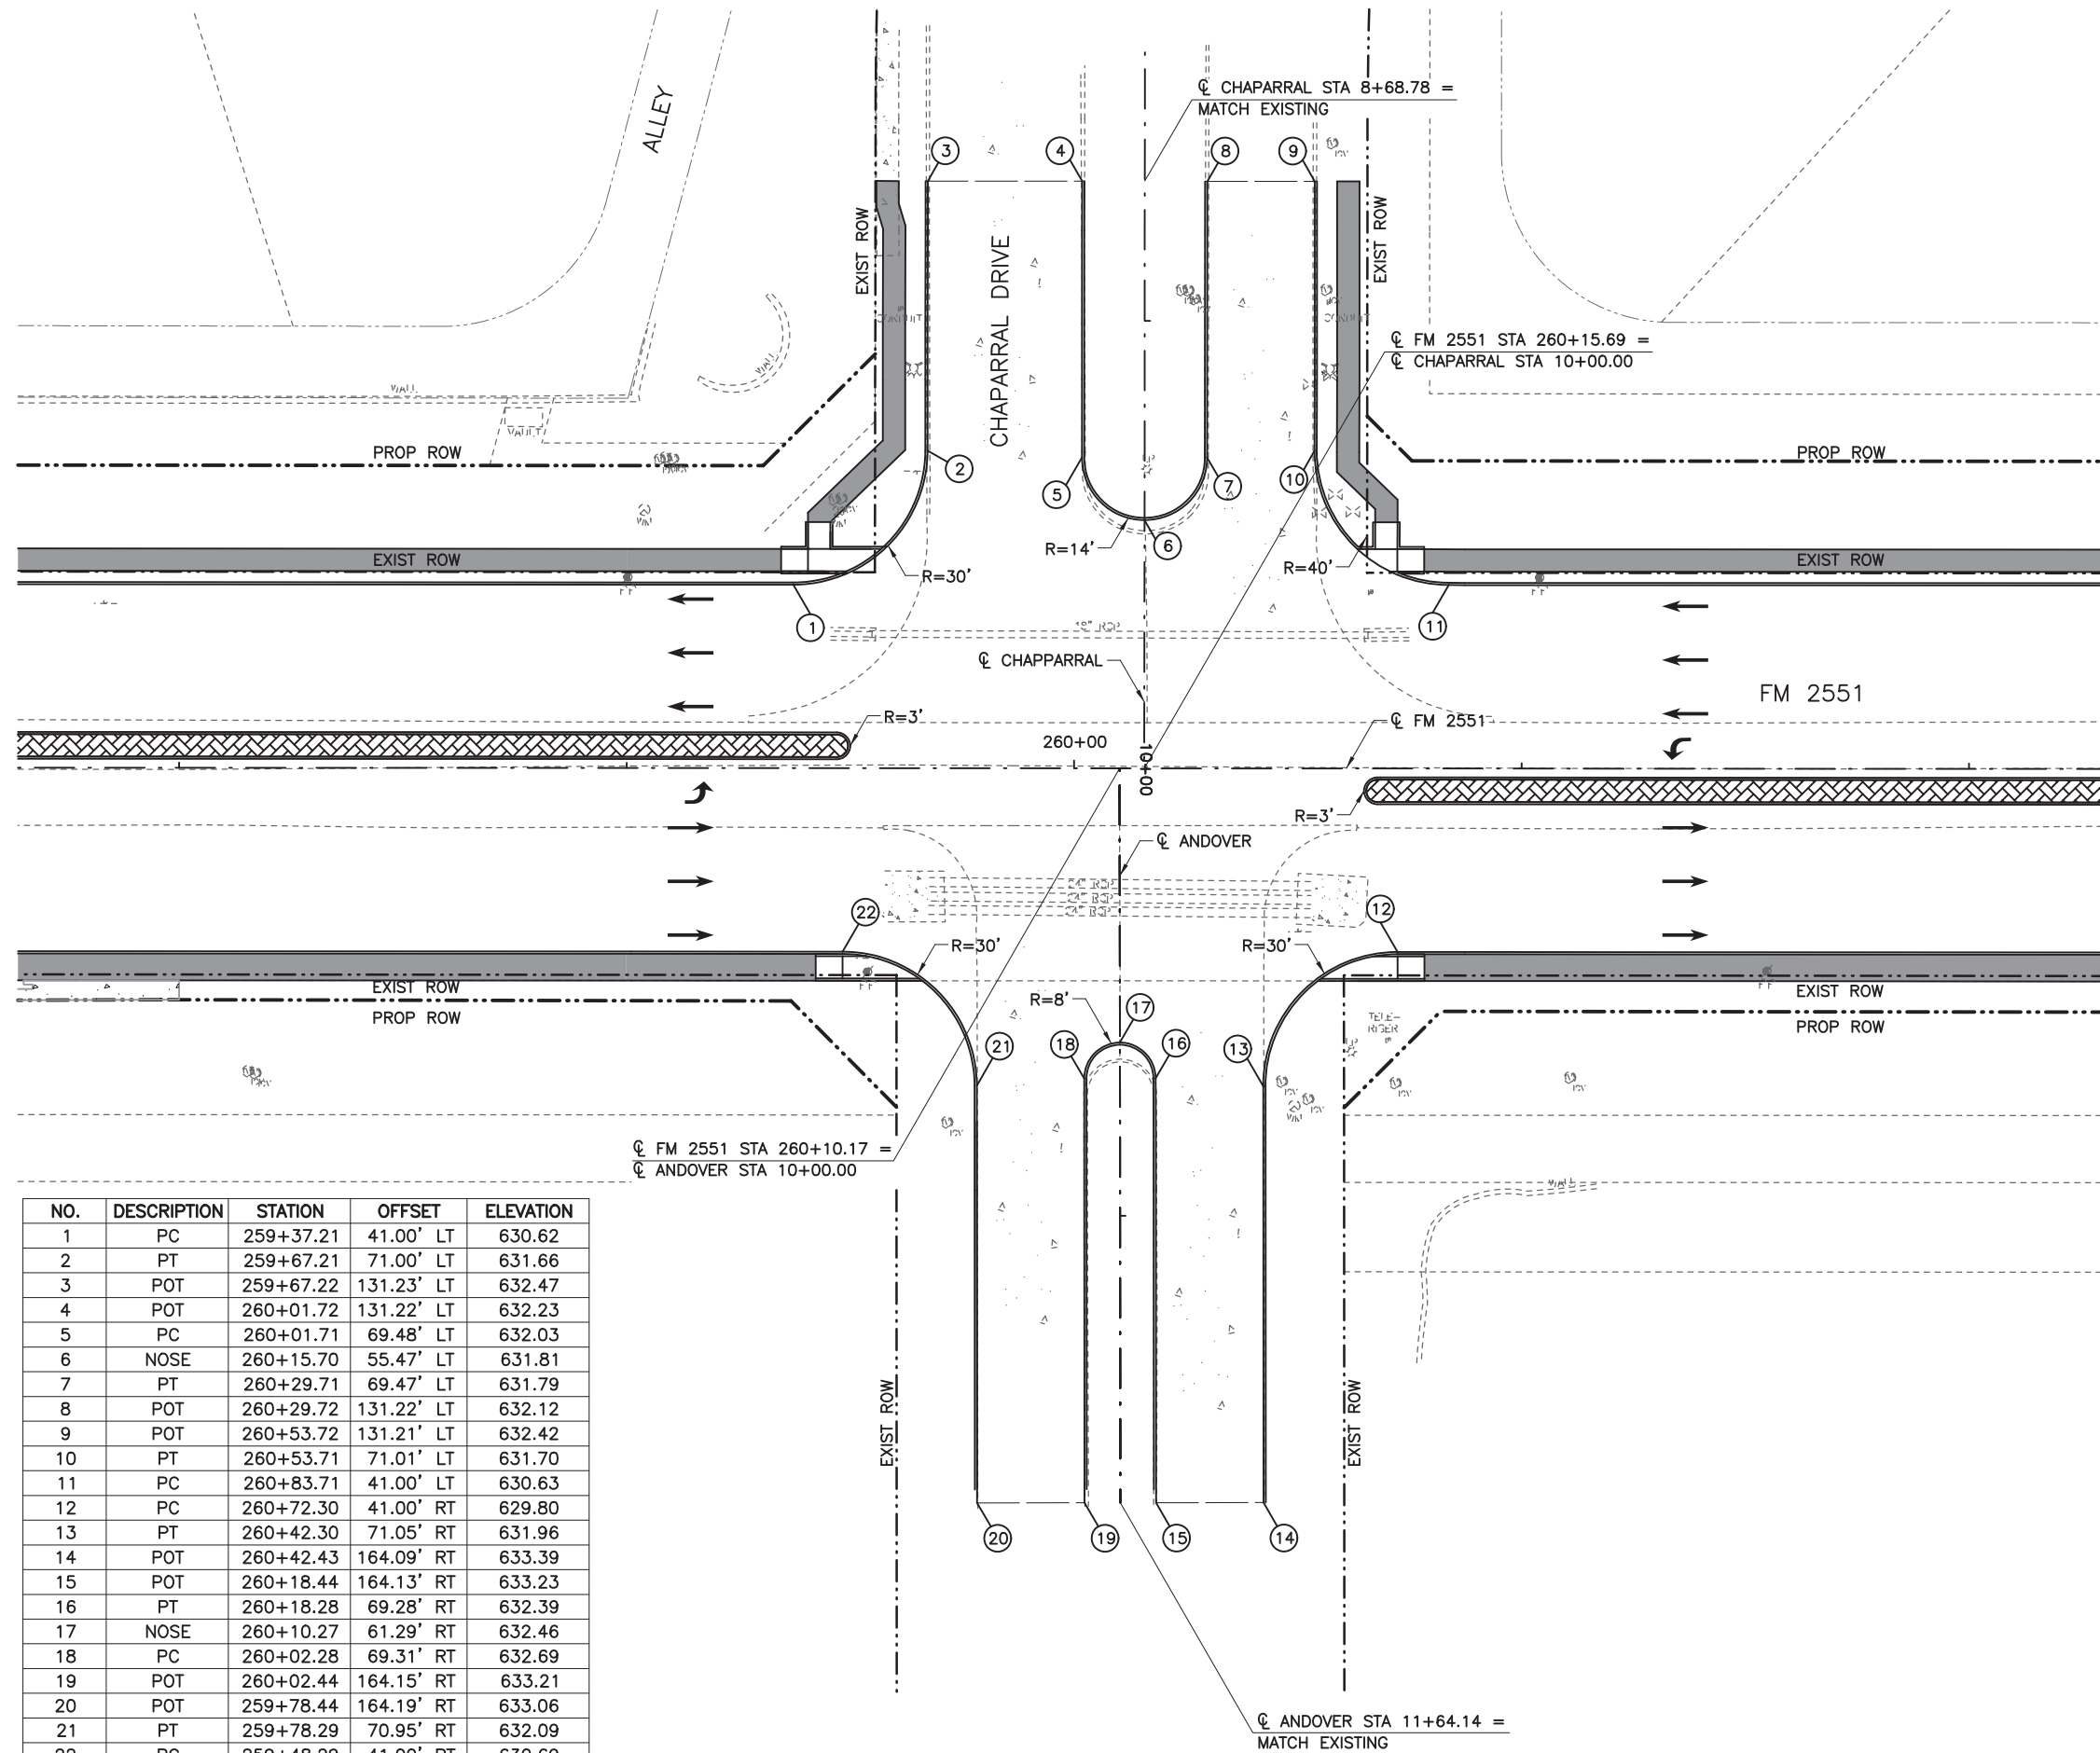 ℄ CHAPARRAL STA 8+68.78 =
MATCH EXISTING
ALLEY
3
4
8
9
EXIST ROW
EXIST ROW
CHAPARRAL DRIVE
CONDUIT
CONDUIT
℄ FM 2551 STA 260+15.69 =
℄ CHAPARRAL STA 10+00.00
WALL
WALL
VAULT
PROP ROW
PROP ROW
2
5
7
10
6
R=14'
R=30'
R=40'
EXIST ROW
EXIST ROW
1
11
18" RCP
℄ CHAPPARRAL
FM 2551
R=3'
℄ FM 2551
260+00
10+00
R=3'
℄ ANDOVER
24" RCP
24" RCP
24" RCP
22
12
R=30'
R=30'
EXIST ROW
PROP ROW
EXIST ROW
PROP ROW
R=8'
17
TELE-
RISER
21
18
16
13
℄ FM 2551 STA 260+10.17 =
℄ ANDOVER STA 10+00.00
WALL
EXIST ROW
EXIST ROW
20
19
15
14
℄ ANDOVER STA 11+64.14 =
MATCH EXISTING
NO. DESCRIPTION STATION OFFSET ELEVATION
1 PC 259+37.21 41.00' LT 630.62
2 PT 259+67.21 71.00' LT 631.66
3 POT 259+67.22 131.23' LT 632.47
4 POT 260+01.72 131.22' LT 632.23
5 PC 260+01.71 69.48' LT 632.03
6 NOSE 260+15.70 55.47' LT 631.81
7 PT 260+29.71 69.47' LT 631.79
8 POT 260+29.72 131.22' LT 632.12
9 POT 260+53.72 131.21' LT 632.42
10 PT 260+53.71 71.01' LT 631.70
11 PC 260+83.71 41.00' LT 630.63
12 PC 260+72.30 41.00' RT 629.80
13 PT 260+42.30 71.05' RT 631.96
14 POT 260+42.43 164.09' RT 633.39
15 POT 260+18.44 164.13' RT 633.23
16 PT 260+18.28 69.28' RT 632.39
17 NOSE 260+10.27 61.29' RT 632.46
18 PC 260+02.28 69.31' RT 632.69
19 POT 260+02.44 164.15' RT 633.21
20 POT 259+78.44 164.19' RT 633.06
21 PT 259+78.29 70.95' RT 632.09